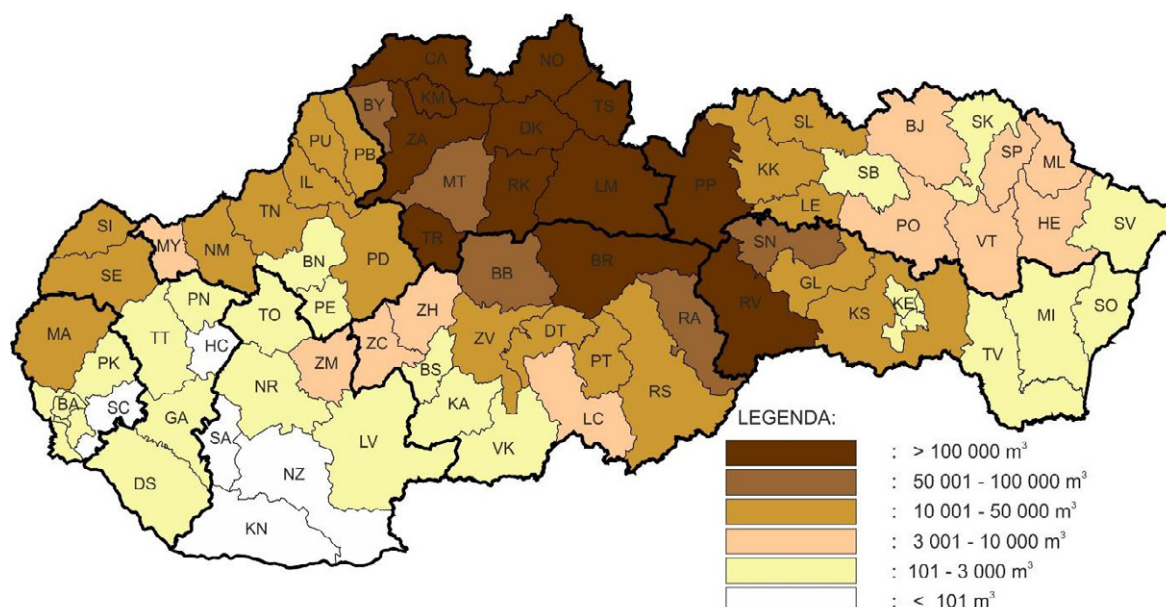 CA
NO
KM
TS
BY
ZA
DK
PU
PB
SL
BJ
SK
SP
ML
IL
MT
RK
LM
PP
KK
SB
LE
TN
PO
VT
HE
SV
SI
MY
NM
TR
SN
BN
PD
BB
BR
SE
GL
PN
TO
PE
ZH
RV
KS
KE
MI
SO
MA
TT
HC
ZC
ZV
DT
RA
PK
ZM
BS
PT
TV
NR
RS
BA
SC
GA
KA
LC
SA
LV
VK
DS
NZ
KN
LEGENDA:
: > 100 000 m³
: 50 001 - 100 000 m³
: 10 001 - 50 000 m³
: 3 001 - 10 000 m³
: 101 - 3 000 m³
: < 101 m³